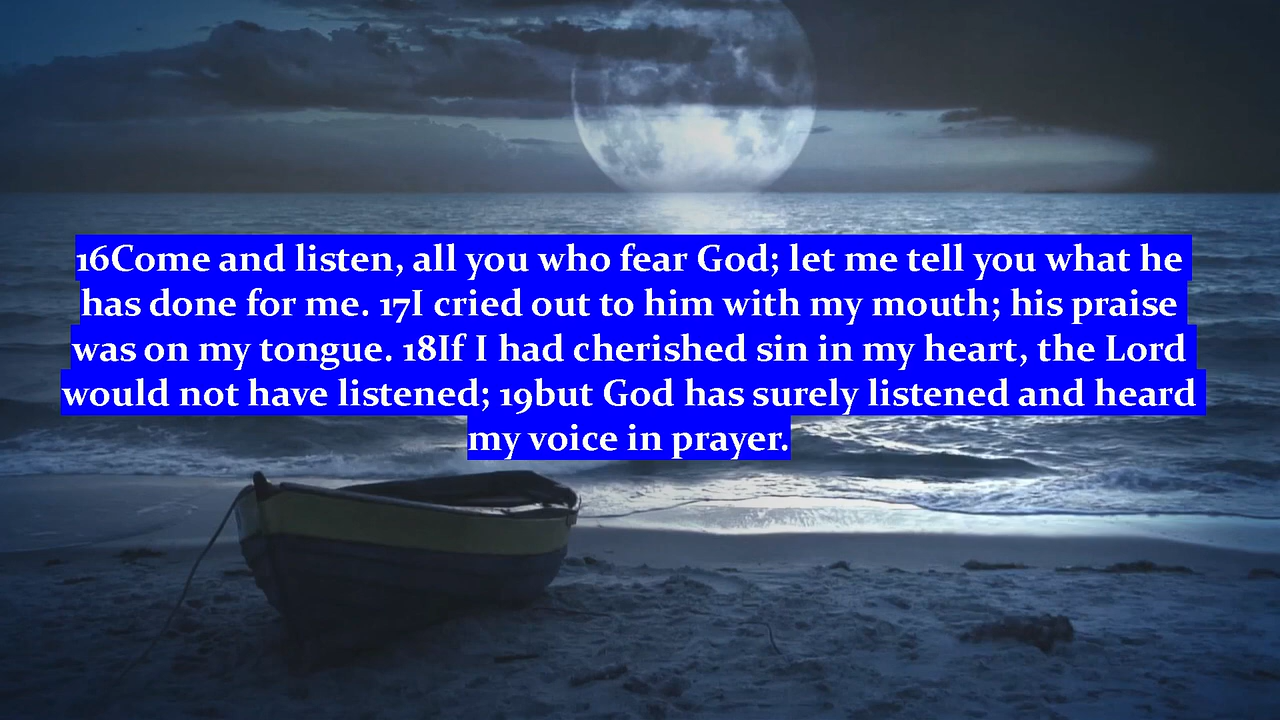 16Come and listen, all you who fear God; let me tell you what he
has done for me. 17I cried out to him with my mouth; his praise
was on my tongue. 18If I had cherished sin in my heart, the Lord
would not have listened; 19but God has surely listened and heard
my voice in prayer.